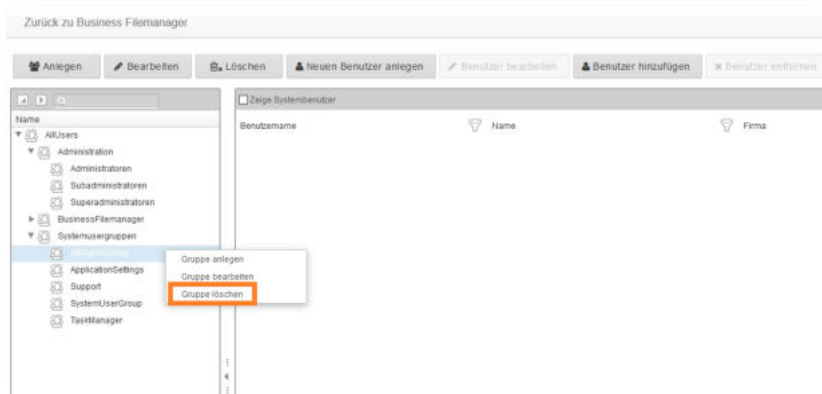 Zurück zu Business Filemanager
Anlegen Bearbeiten Löschen Neuen Benutzer anlegen Benutzer bearbeiten Benutzer hinzufügen Benutzer entfernen
Zeige Systembenutzer
Name
Benutzername Name Firma
AllUsers
Administration
Administratoren
Subadministratoren
Superadministratoren
BusinessFilemanager
Systemusergruppen
Gruppe anlegen
ApplicationSettings
Gruppe bearbeiten
Support
Gruppe löschen
SystemUserGroup
TaskManager